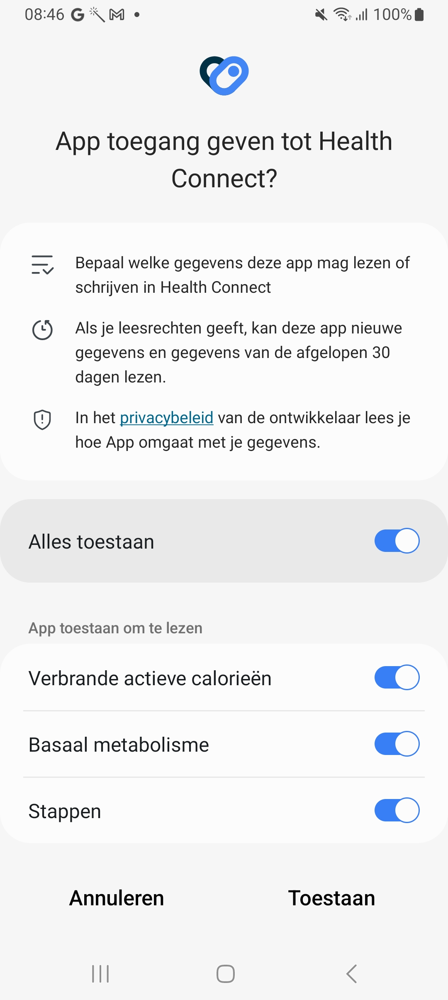 08:46
100%
App toegang geven tot Health
Connect?
Bepaal welke gegevens deze app mag lezen of
schrijven in Health Connect
Als je leesrechten geeft, kan deze app nieuwe
gegevens en gegevens van de afgelopen 30
dagen lezen.
In het privacybeleid van de ontwikkelaar lees je
hoe App omgaat met je gegevens.
Alles toestaan
App toestaan om te lezen
Verbrande actieve calorieën
Basaal metabolisme
Stappen
Annuleren
Toestaan